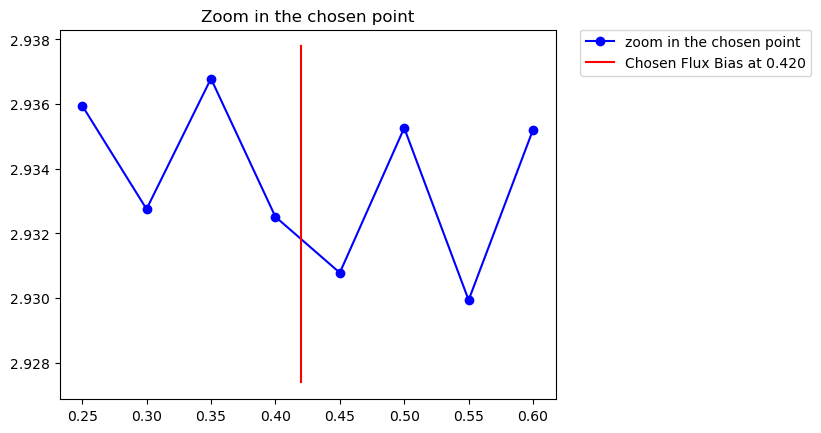 Zoom in the chosen point
zoom in the chosen point
Chosen Flux Bias at 0.420
2.938
2.936
2.934
2.932
2.930
2.928
0.25 0.30 0.35 0.40 0.45 0.50 0.55 0.60